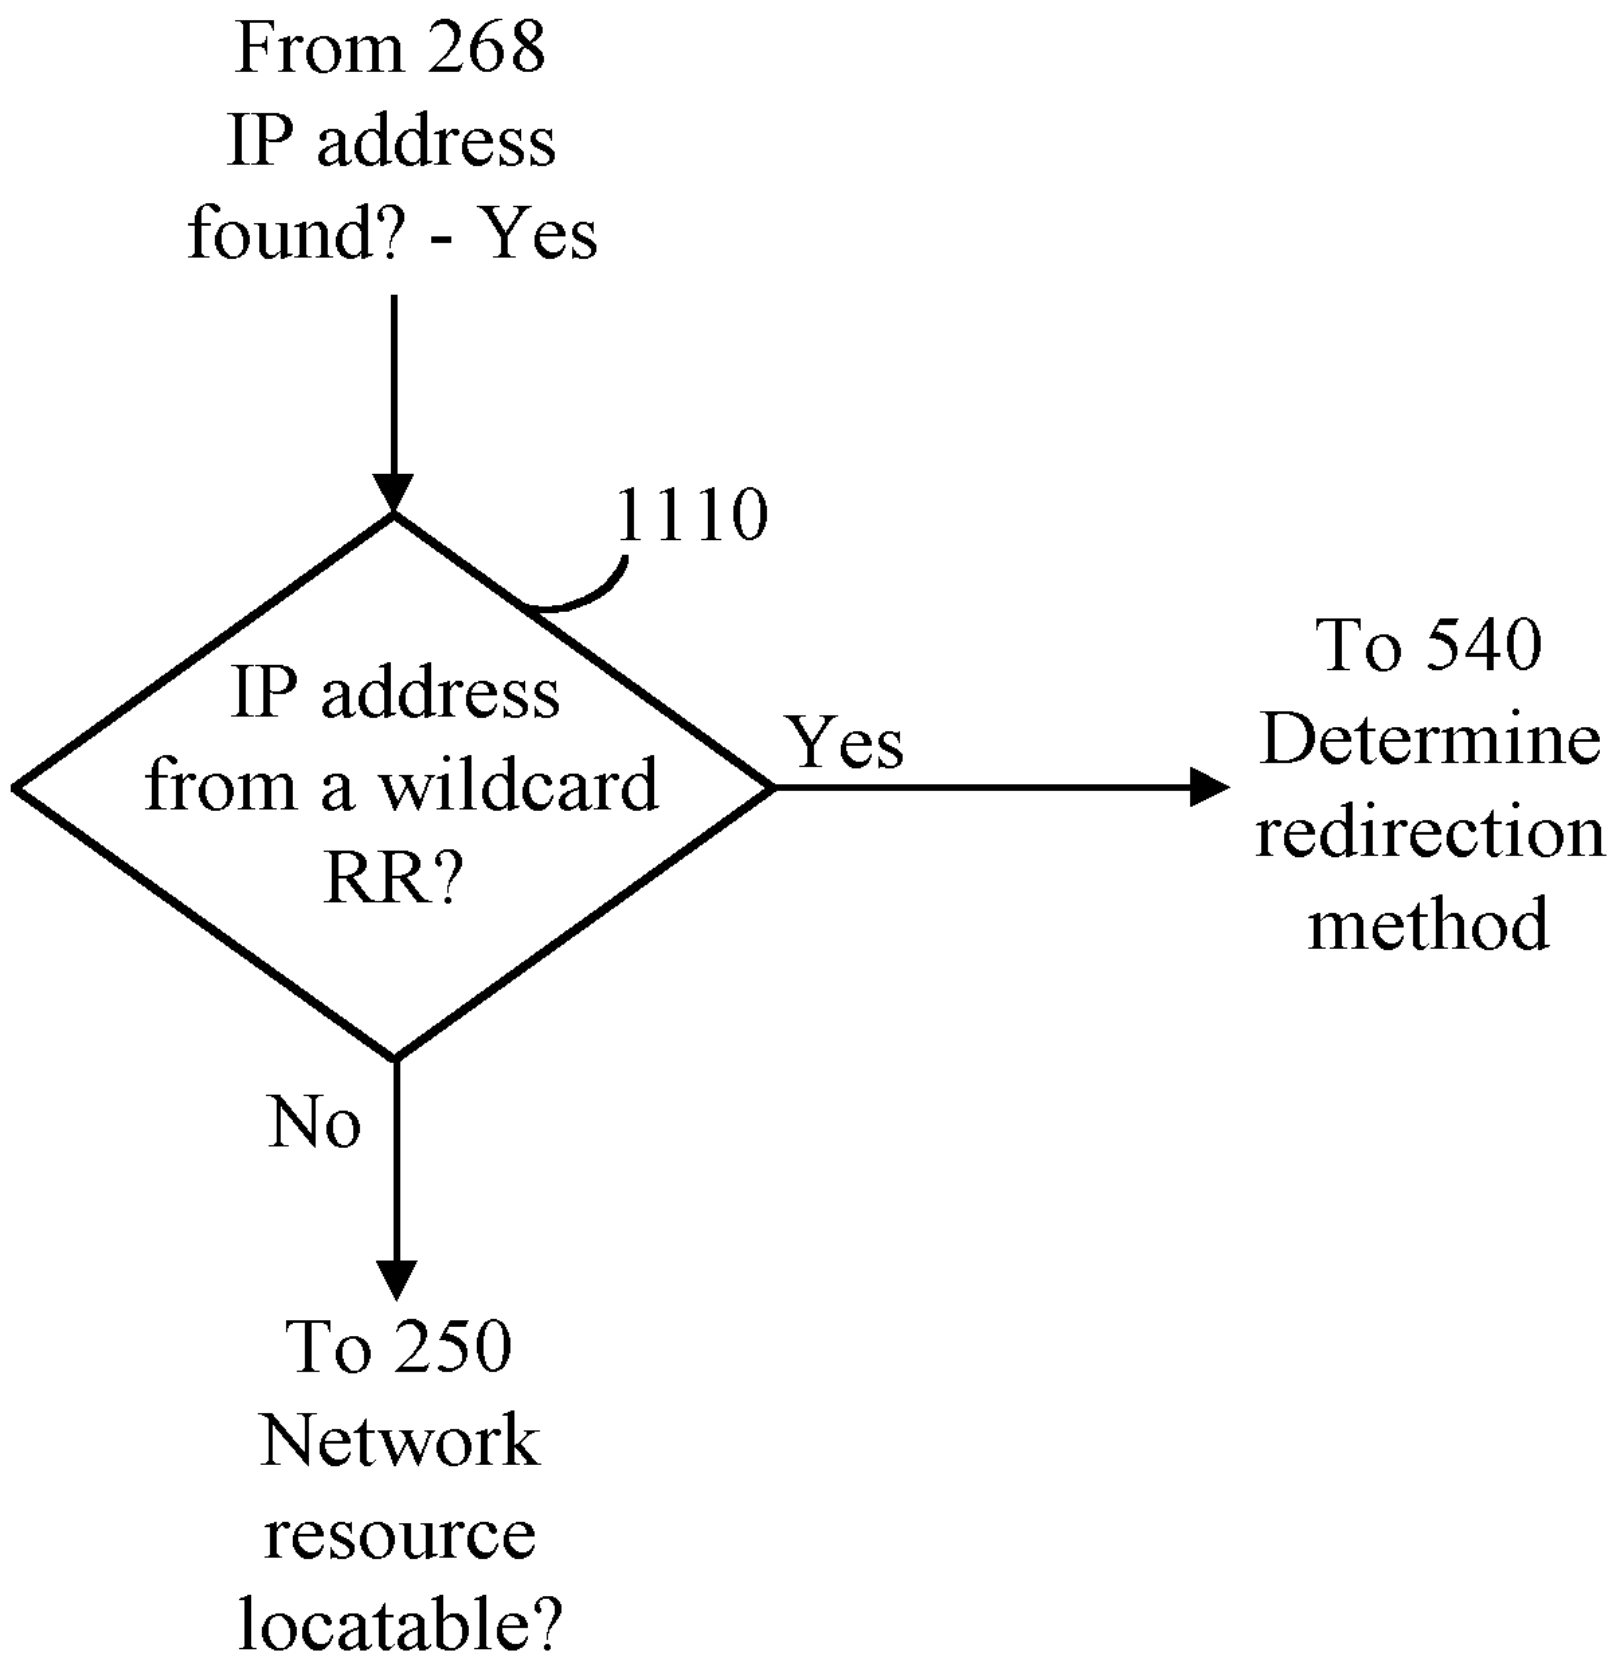 From 268
IP address
found? - Yes
1110
IP address
from a wildcard
RR?
Yes
To 540
Determine
redirection
method
No
To 250
Network
resource
locatable?